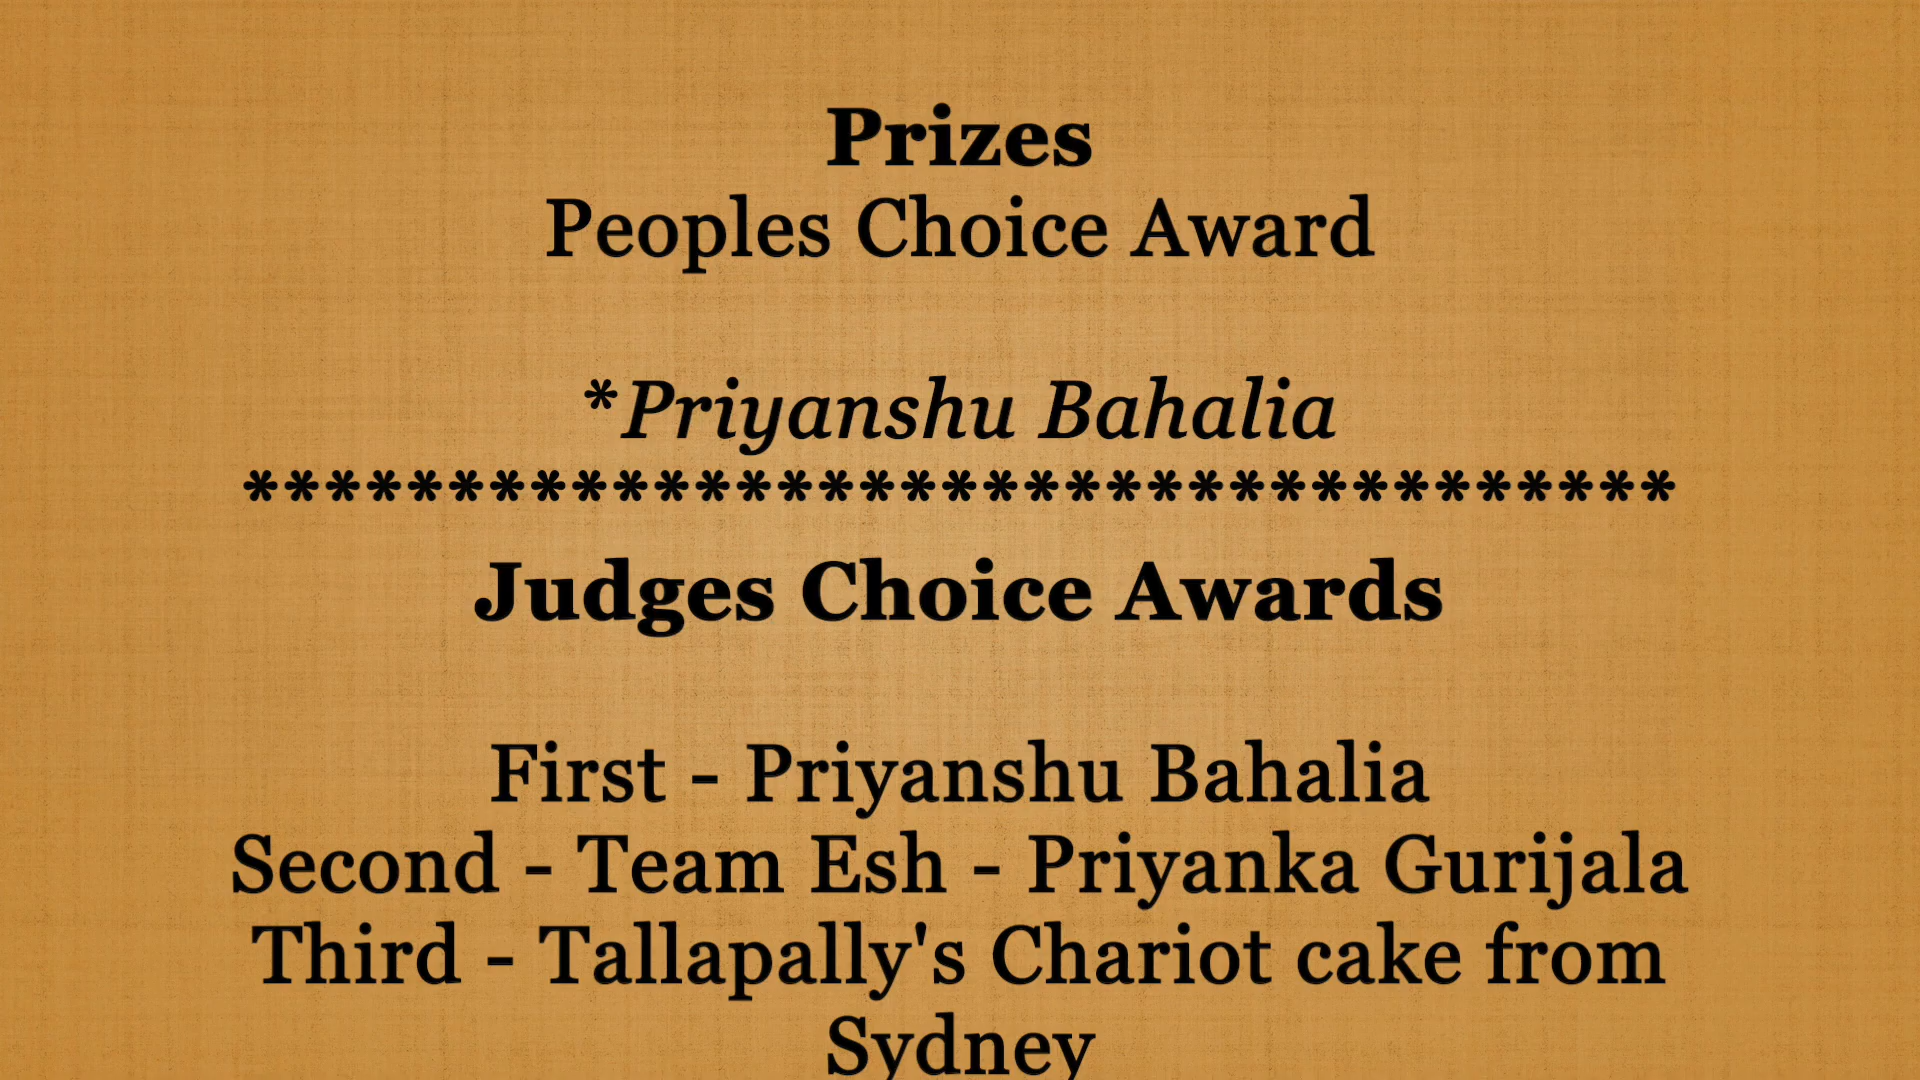 Prizes
Peoples Choice Award
*Priyanshu Bahalia
***********************************
Judges Choice Awards
First - Priyanshu Bahalia
Second - Team Esh - Priyanka Gurijala
Third - Tallapally's Chariot cake from
Sydney